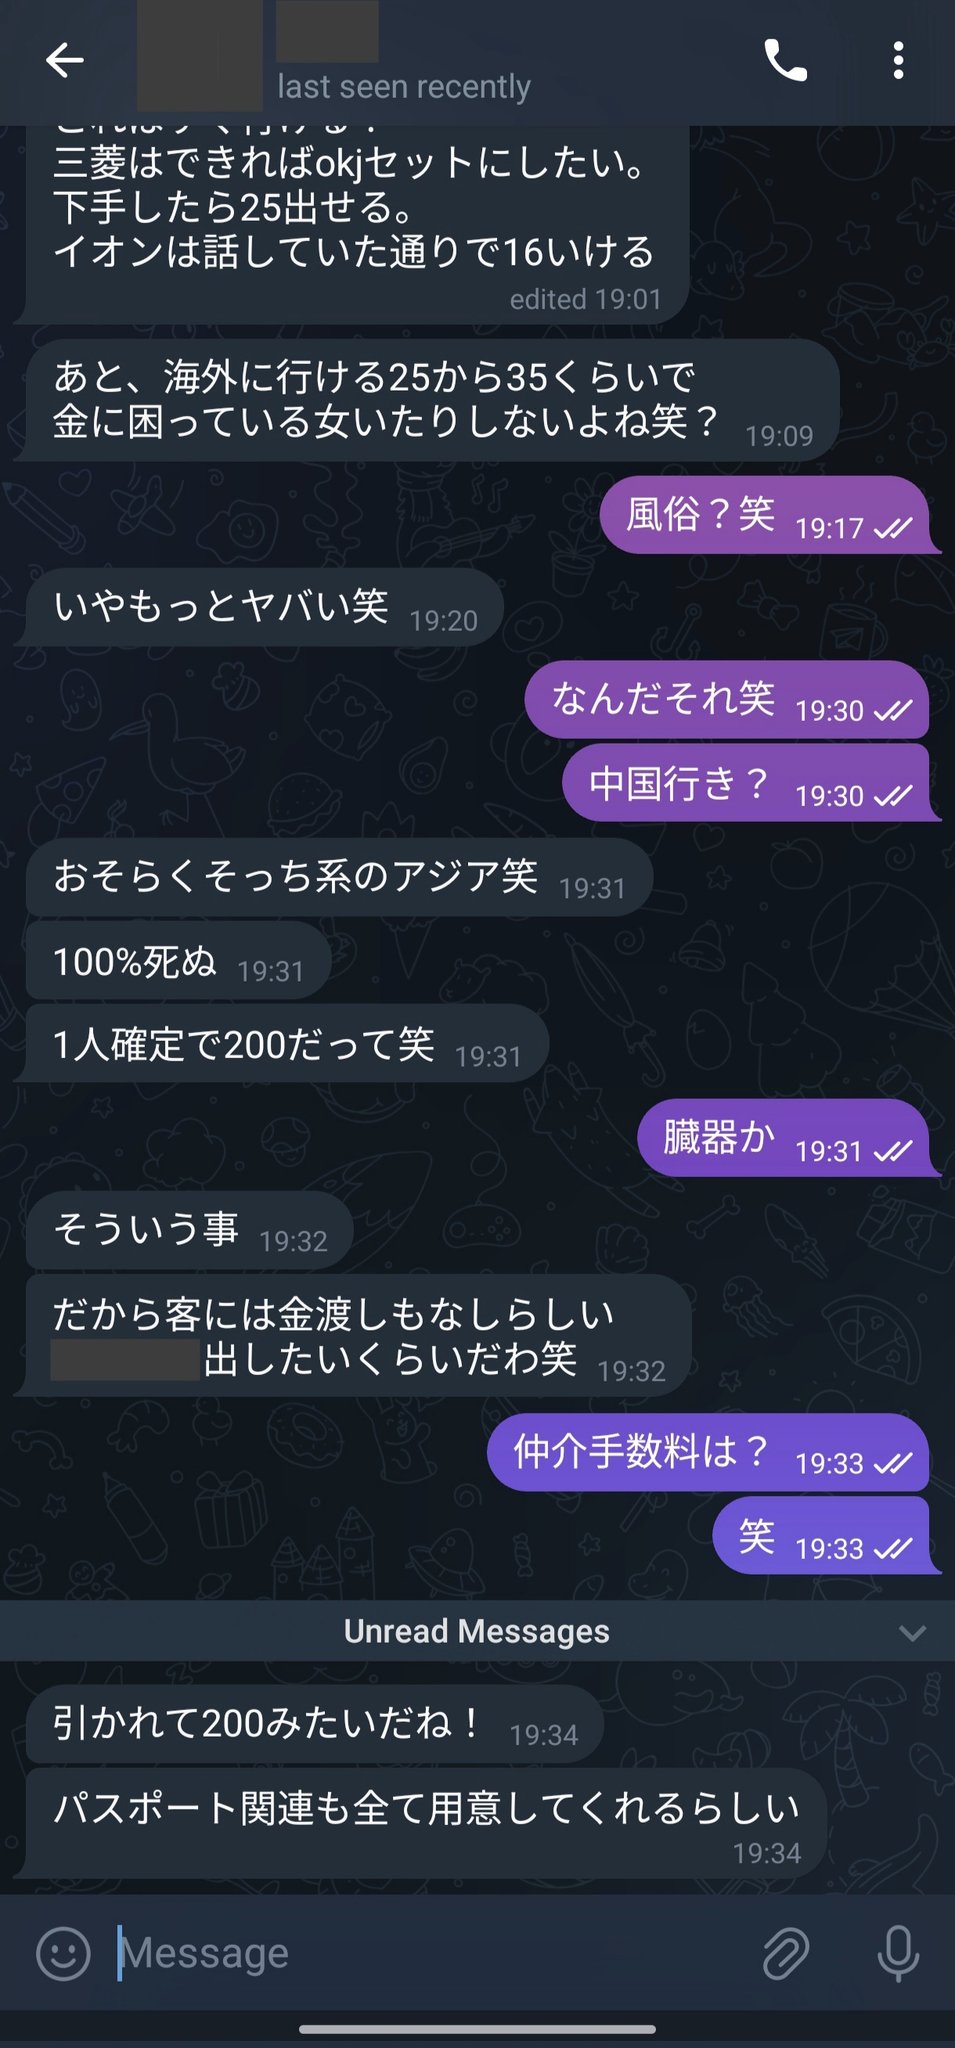 last seen recently
三菱はできればokjセットにしたい。
下手したら25出せる。
イオンは話していた通りで16いける
edited 19:01
あと、海外に行ける25から35くらいで
金に困っている女いたりしないよね笑？ 19:09
風俗？笑 19:17
いやもっとヤバい笑 19:20
なんだそれ笑 19:30
中国行き？ 19:30
おそらくそっち系のアジア笑 19:31
100%死ぬ 19:31
1人確定で200だって笑 19:31
臓器か 19:31
そういう事 19:32
だから客には金渡しもなしらしい
出したいくらいだわ笑 19:32
仲介手数料は？ 19:33
笑 19:33
Unread Messages
引かれて200みたいだね！ 19:34
パスポート関連も全て用意してくれるらしい
19:34
Message